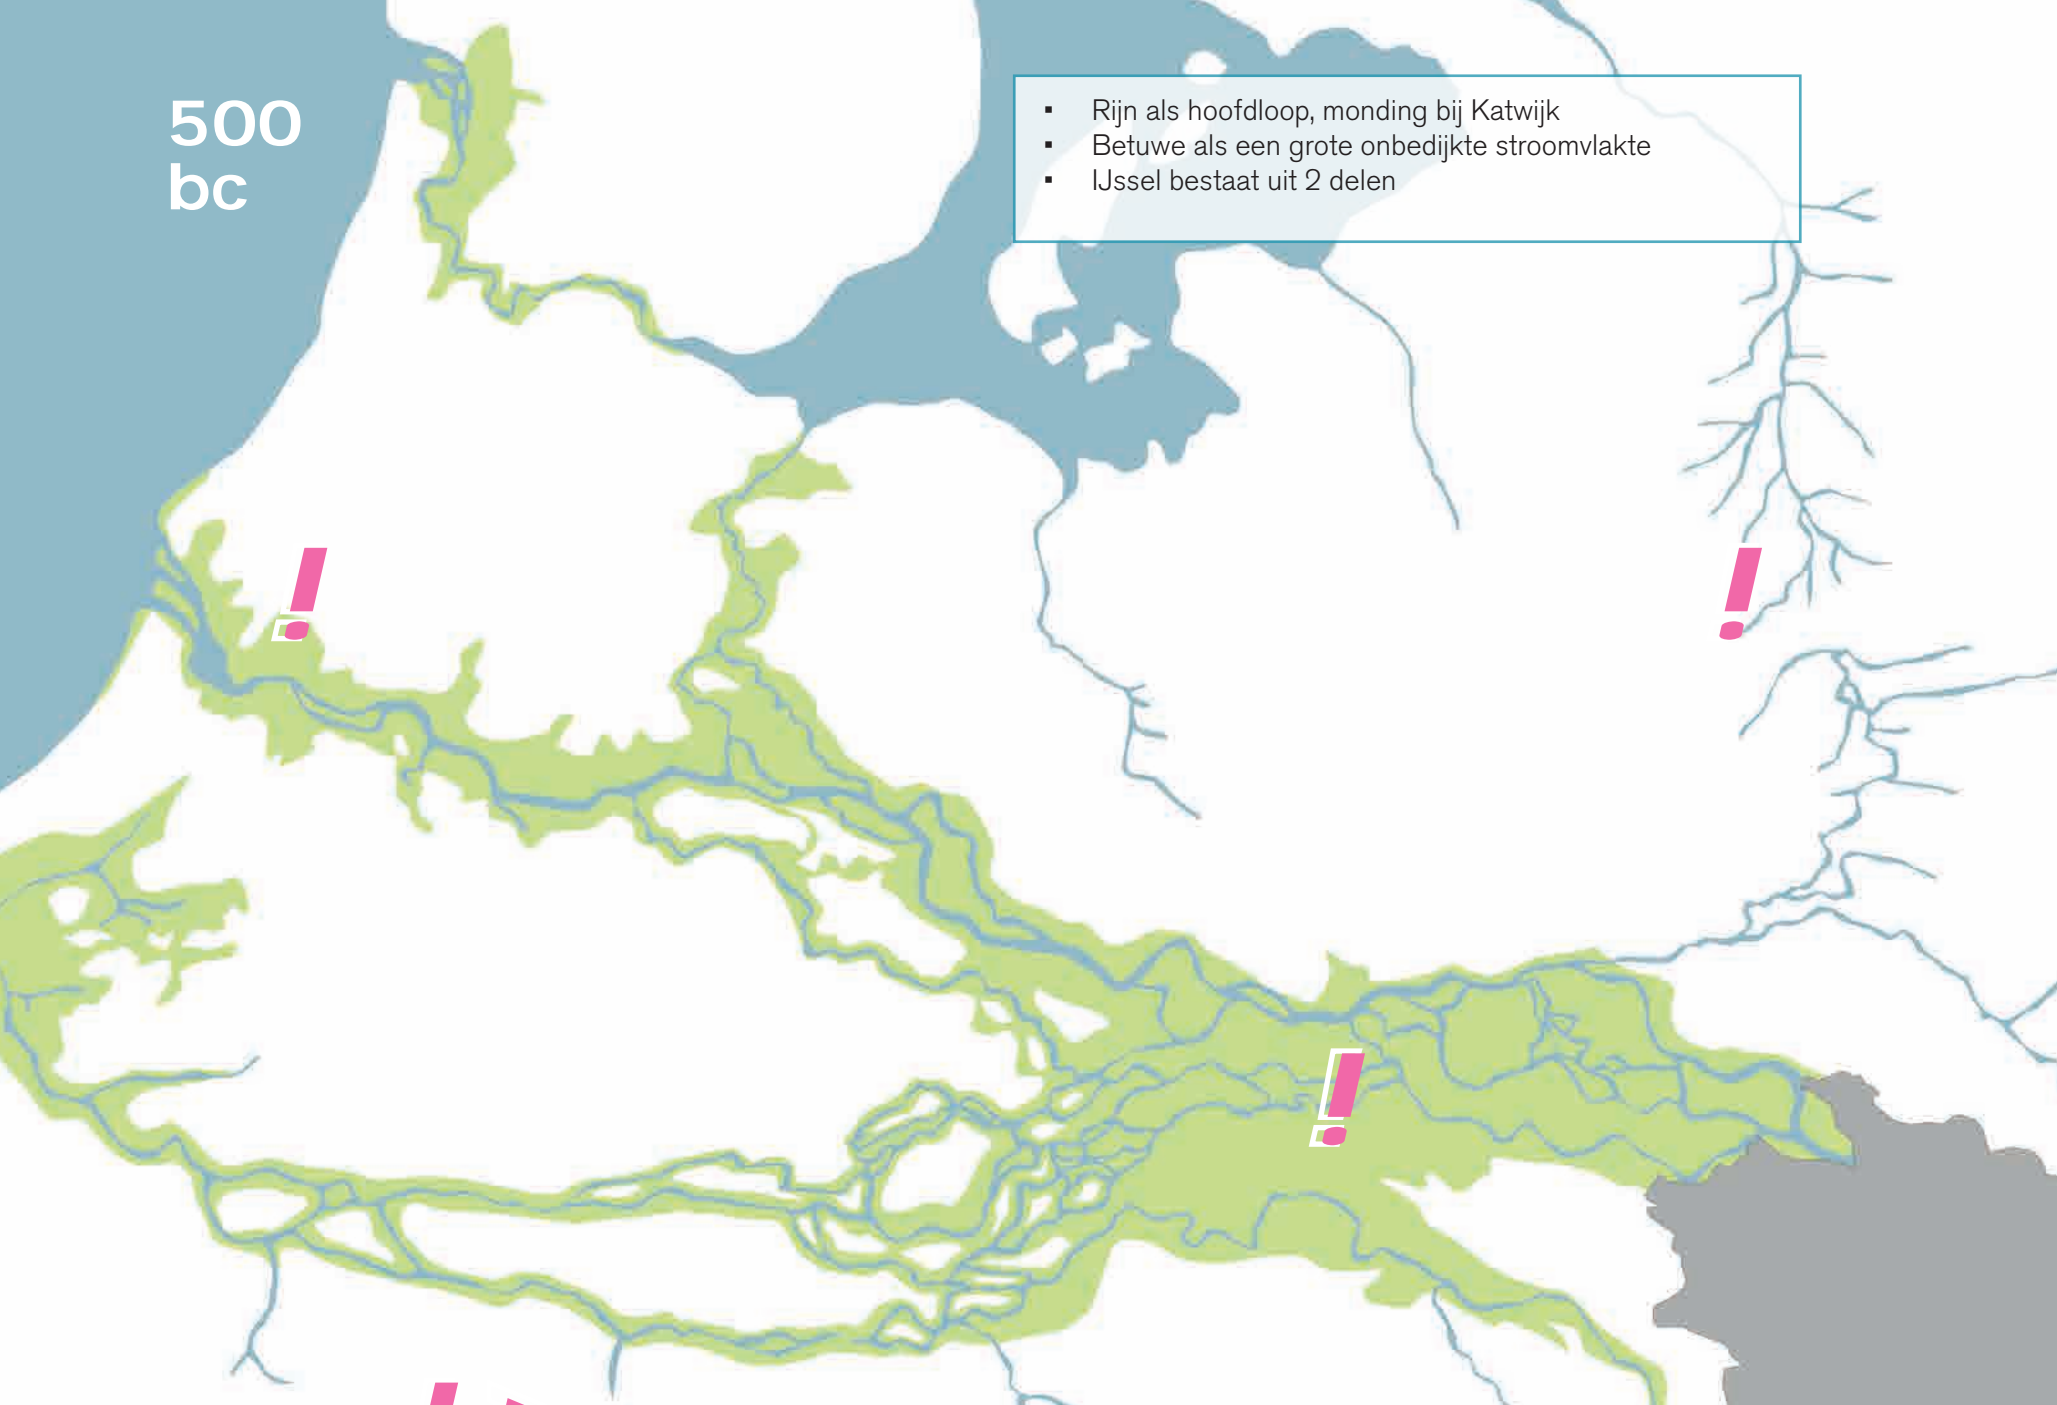 500
bc
▪ Rijn als hoofdloop, monding bij Katwijk
▪ Betuwe als een grote onbedijkte stroomvlakte
▪ IJssel bestaat uit 2 delen
!
!
!